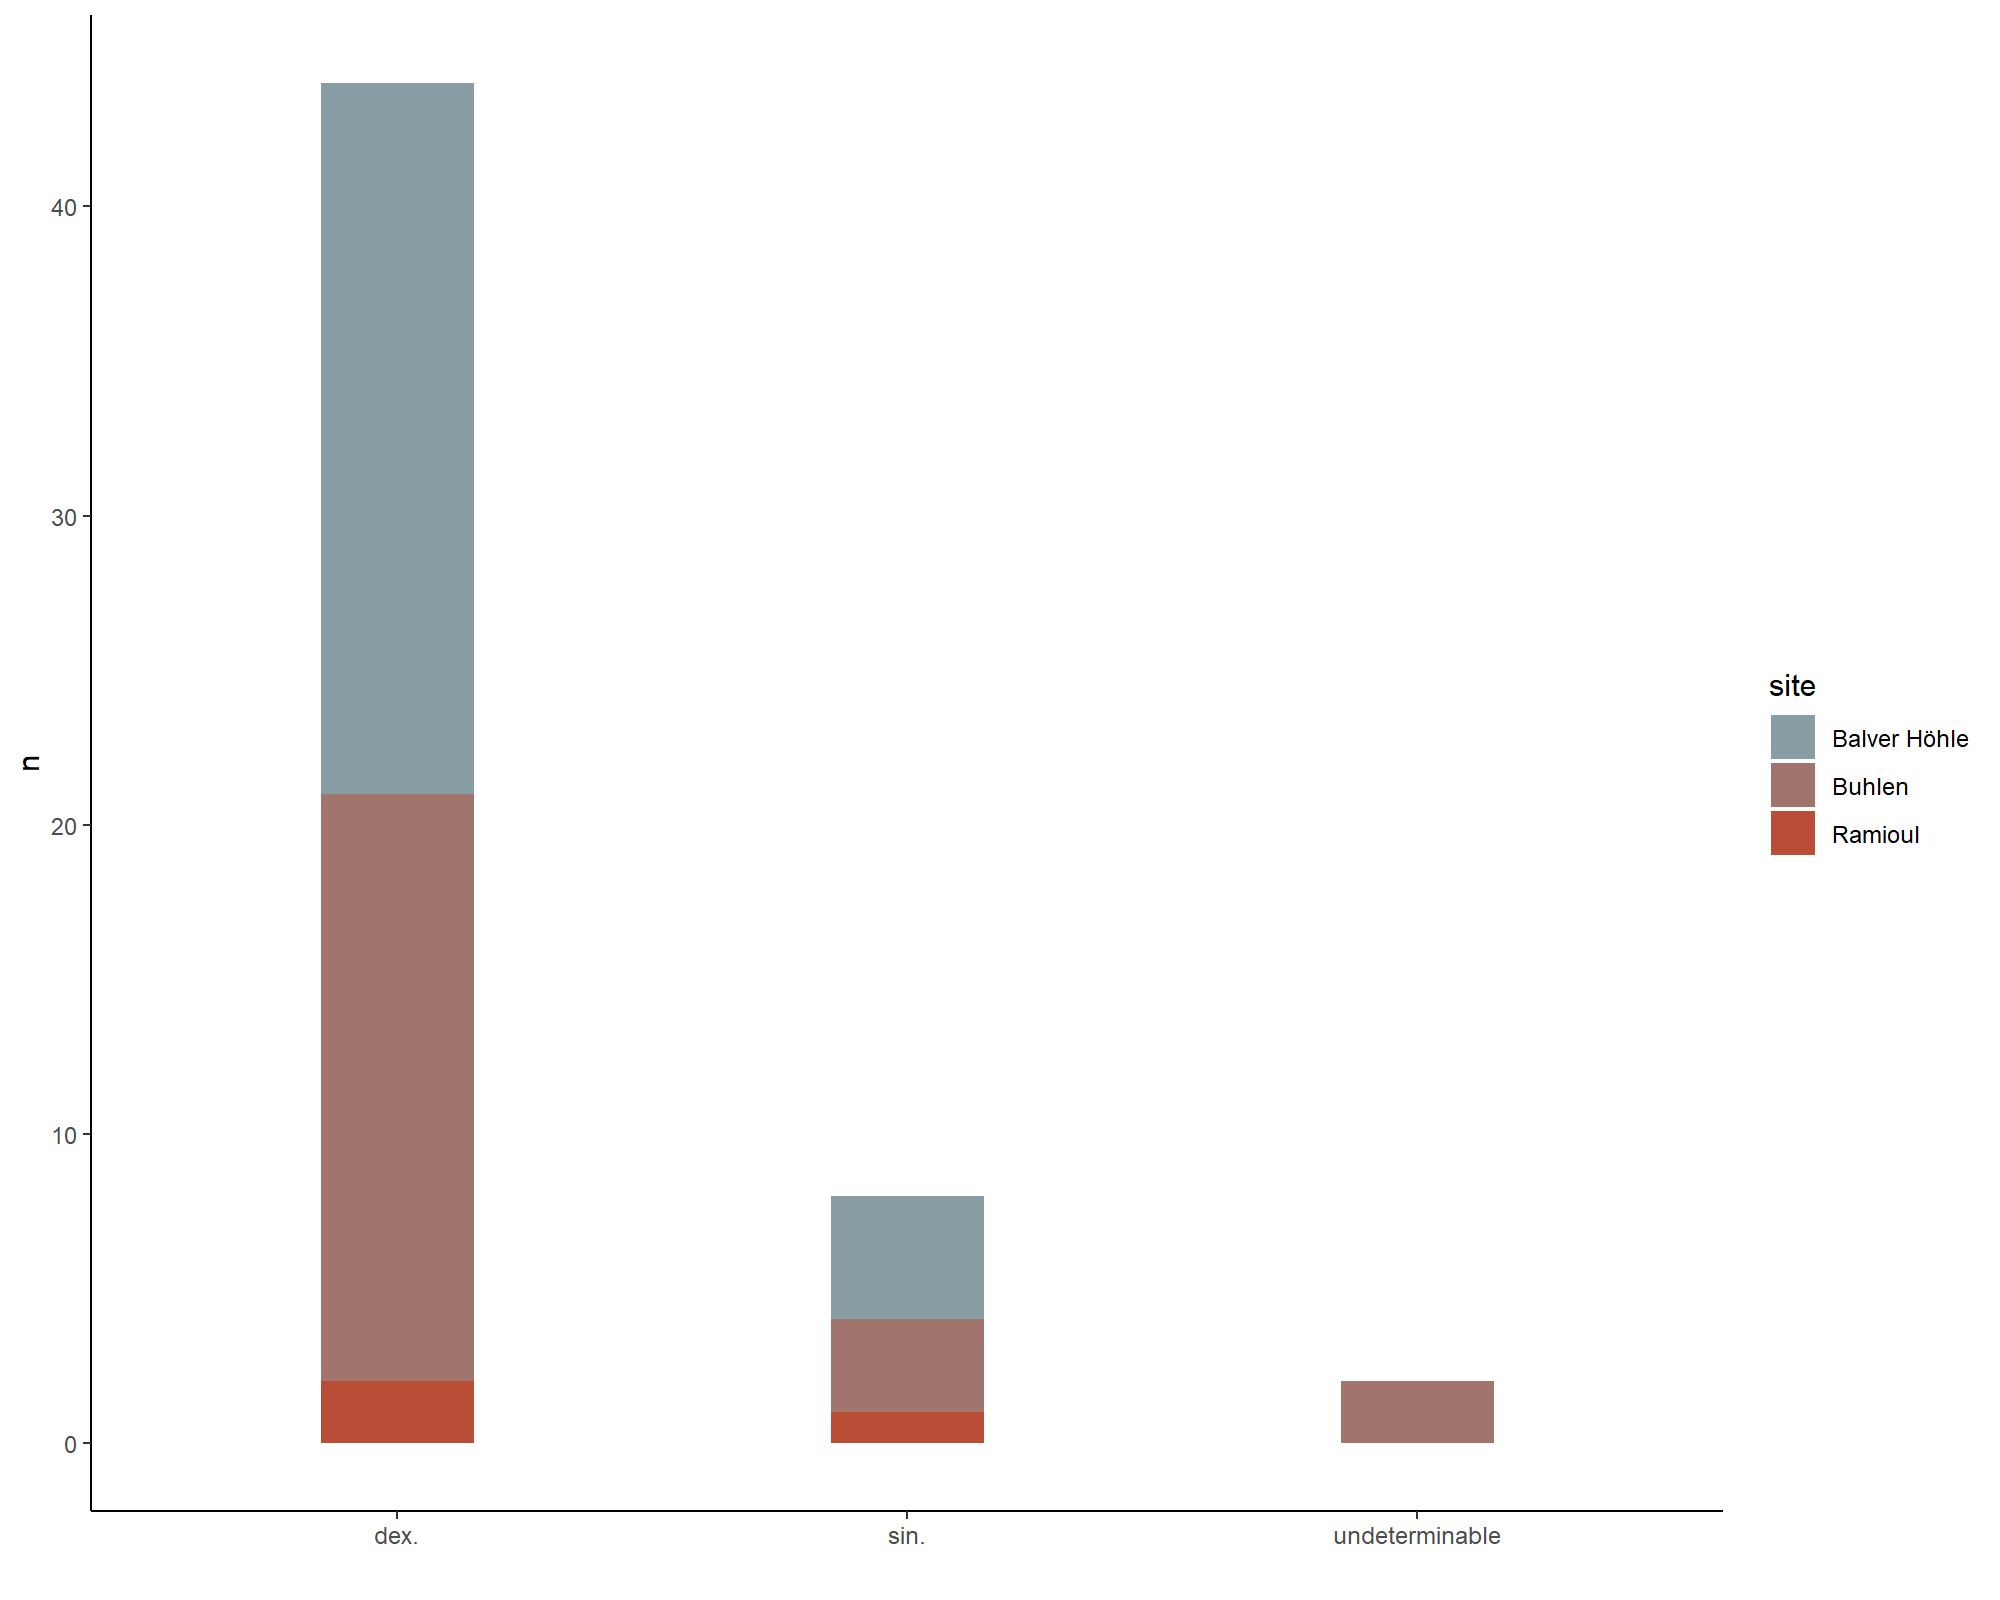 40
30
20
10
0
n
dex.
sin.
undeterminable
site
Balver Höhle
Buhlen
Ramioul